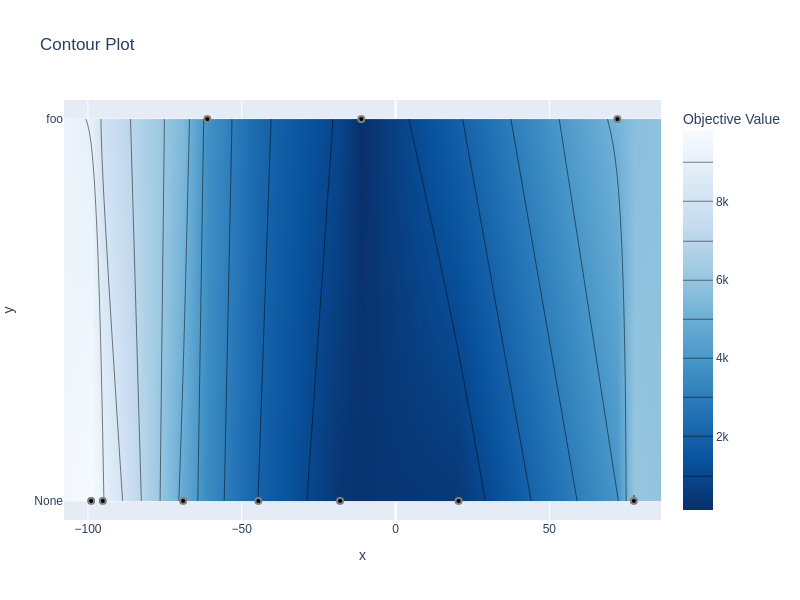 Contour Plot
Objective Value
foo
None
y
−100
−50
0
50
x
8k
6k
4k
2k